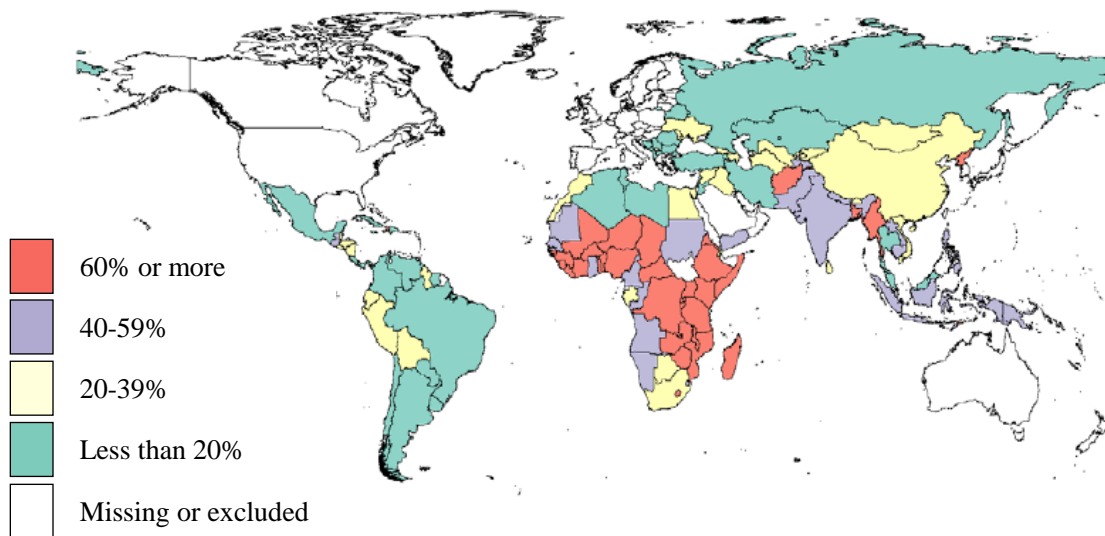 60% or more
40-59%
20-39%
Less than 20%
Missing or excluded